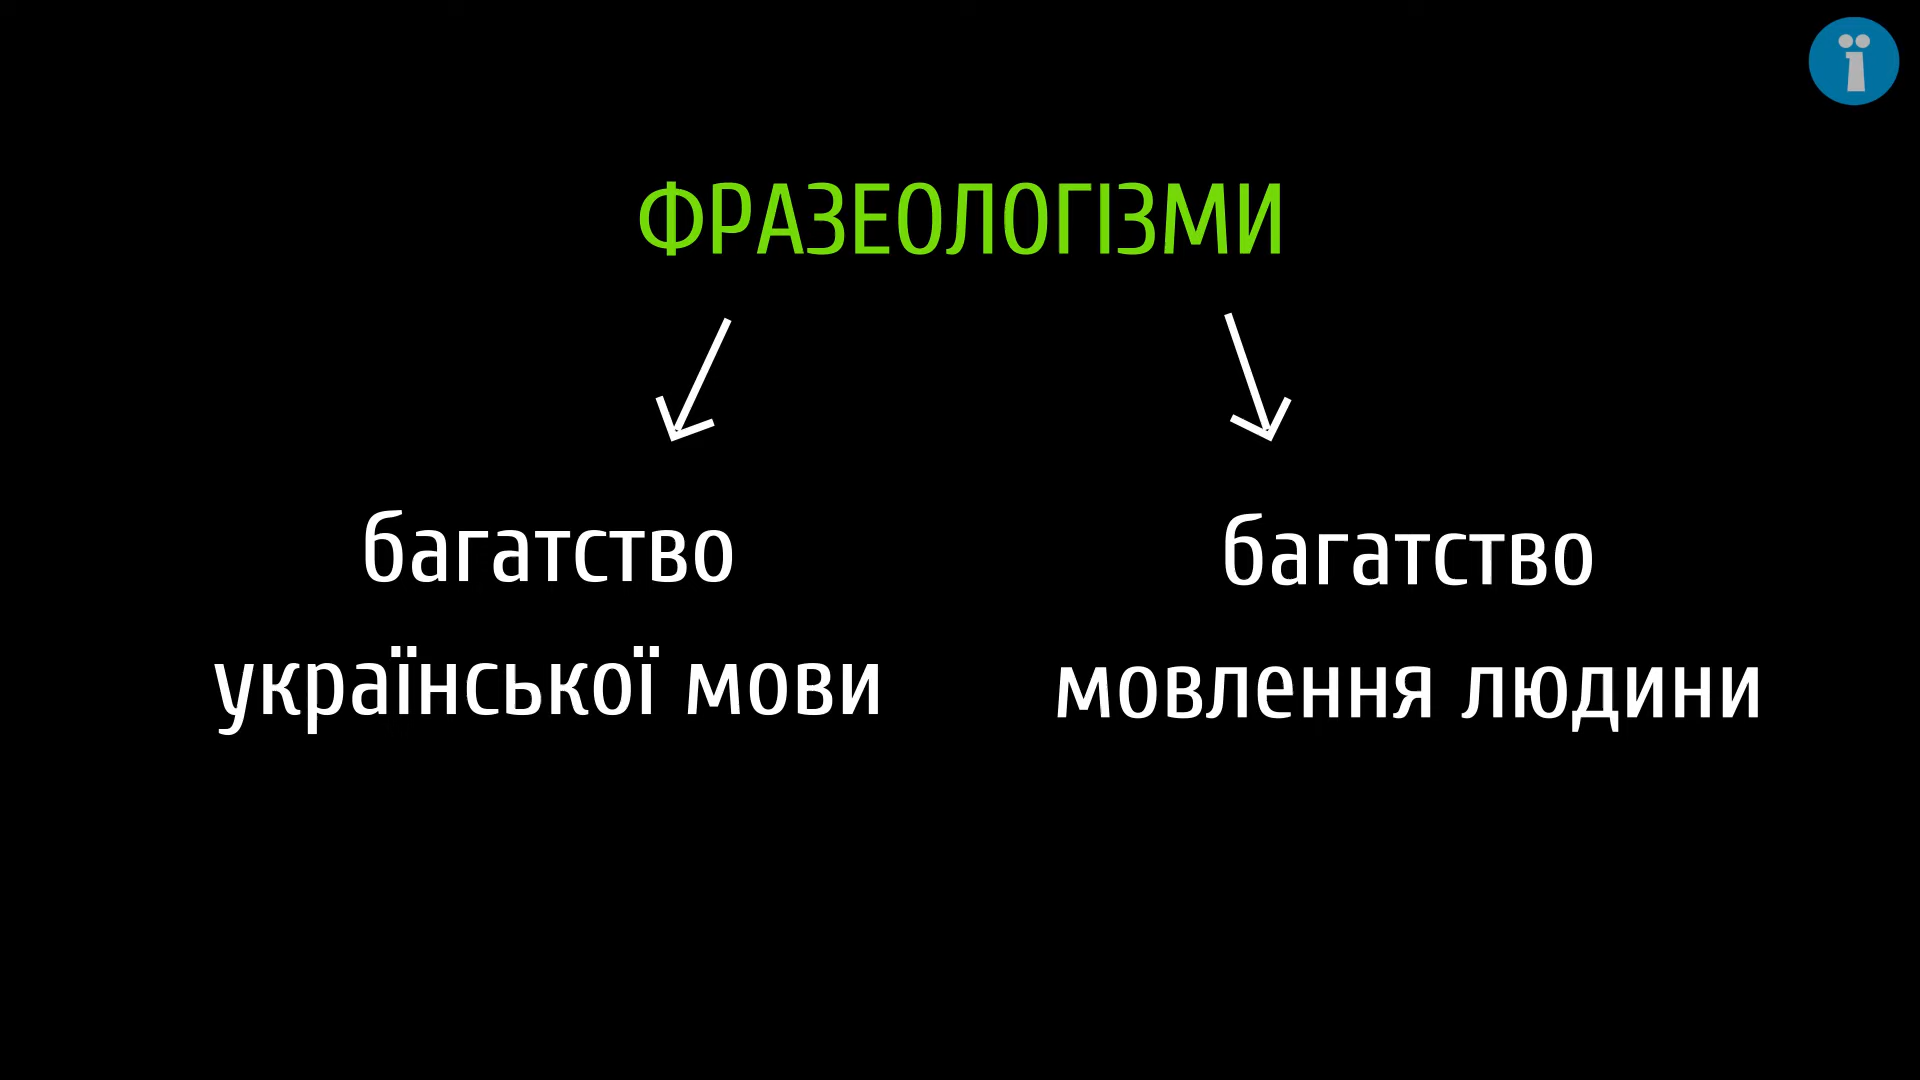 ї
ФРАЗЕОЛОГІЗМИ
багатство
української мови
багатство
мовлення людини